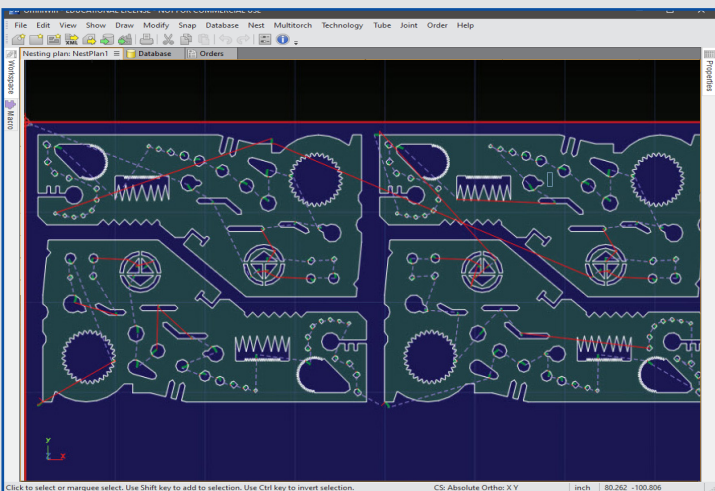 OmniWin - EDUCATIONAL LICENSE - NOT FOR COMMERCIAL USE
File Edit View Show Draw Modify Snap Database Nest Multitorch Technology Tube Joint Order Help
XML
Nesting plan: NestPlan1 Database Orders
Workspace
Macro
Properties
y
x
Click to select or marquee select. Use Shift key to add to selection. Use Ctrl key to invert selection. CS: Absolute Ortho: X Y inch 80.262 -100.806